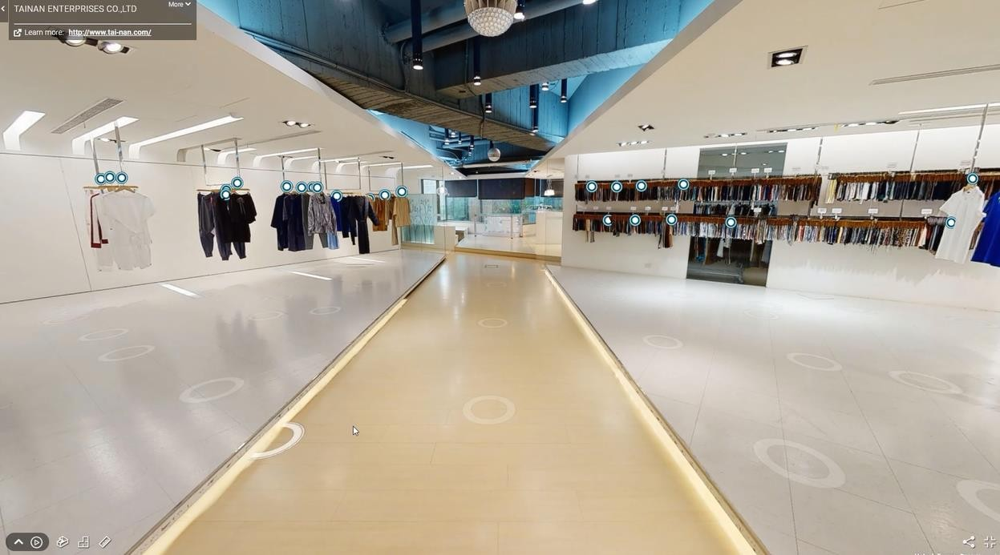 TAINAN ENTERPRISES CO.,LTD
More
Learn more: http://www.tai-nan.com/